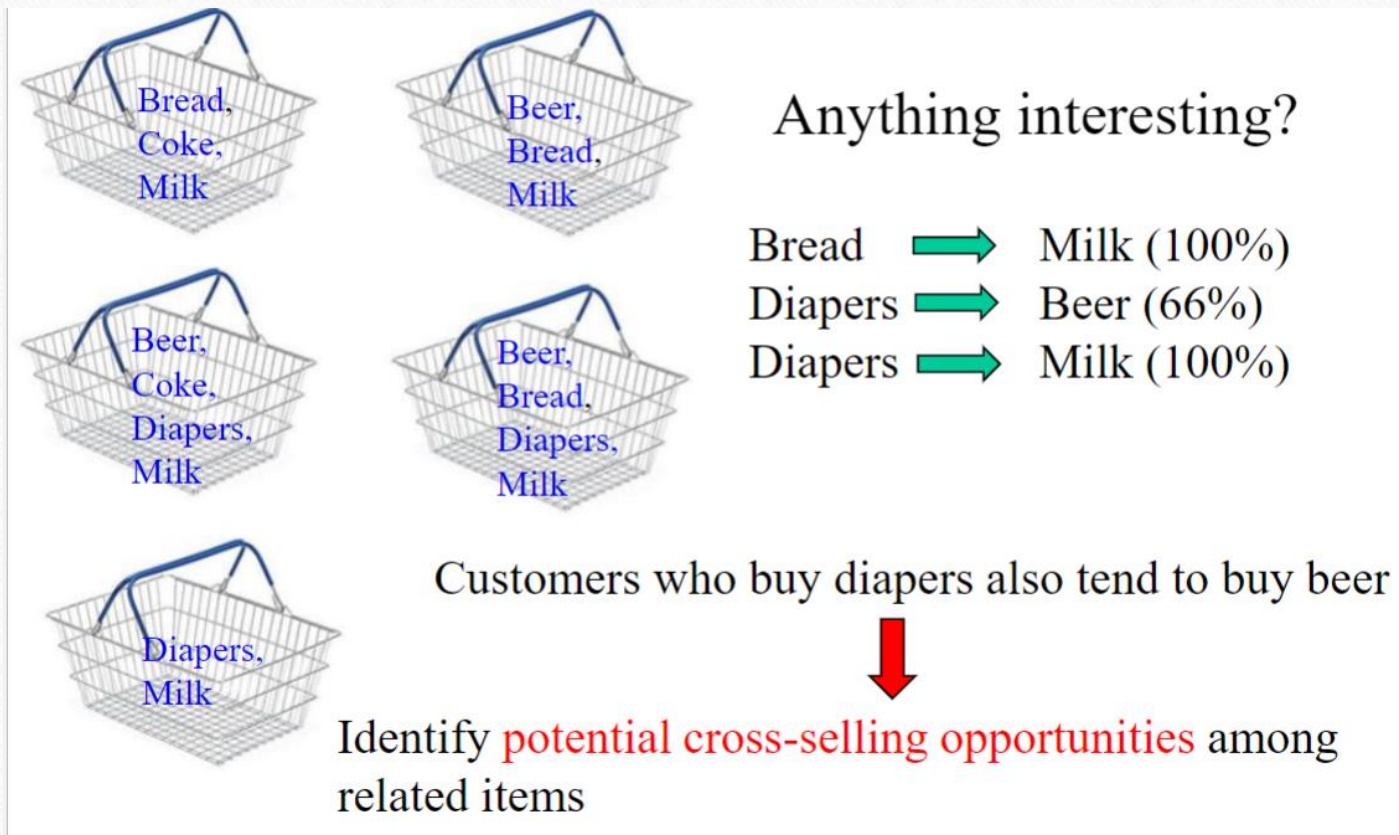 Bread,
Coke,
Milk
Beer,
Bread,
Milk
Anything interesting?
Bread Milk (100%)
Diapers Beer (66%)
Diapers Milk (100%)
Beer,
Coke,
Diapers,
Milk
Beer,
Bread,
Diapers,
Milk
Diapers,
Milk
Customers who buy diapers also tend to buy beer
Identify potential cross-selling opportunities among
related items